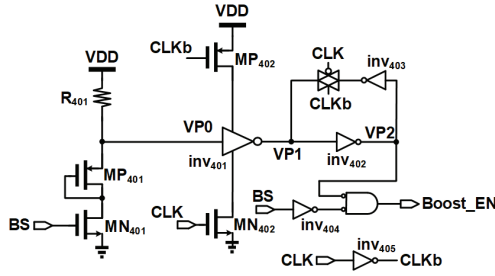 VDD
CLKb
MP402
VDD
CLK
inv403
R401
CLKb
VP0
inv401
VP1
VP2
inv402
MP401
BS
BS
MN401
CLK
MN402
inv404
Boost_EN
inv405
CLK
CLKb